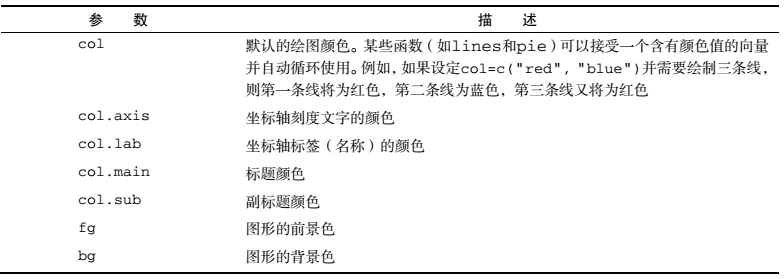 参 数 描 述
col 默认的绘图颜色。某些函数(如lines和pie)可以接受一个含有颜色值的向量
并自动循环使用。例如,如果设定col=c("red", "blue")并需要绘制三条线,
则第一条线将为红色,第二条线为蓝色,第三条线又将为红色
col.axis 坐标轴刻度文字的颜色
col.lab 坐标轴标签(名称)的颜色
col.main 标题颜色
col.sub 副标题颜色
fg 图形的前景色
bg 图形的背景色